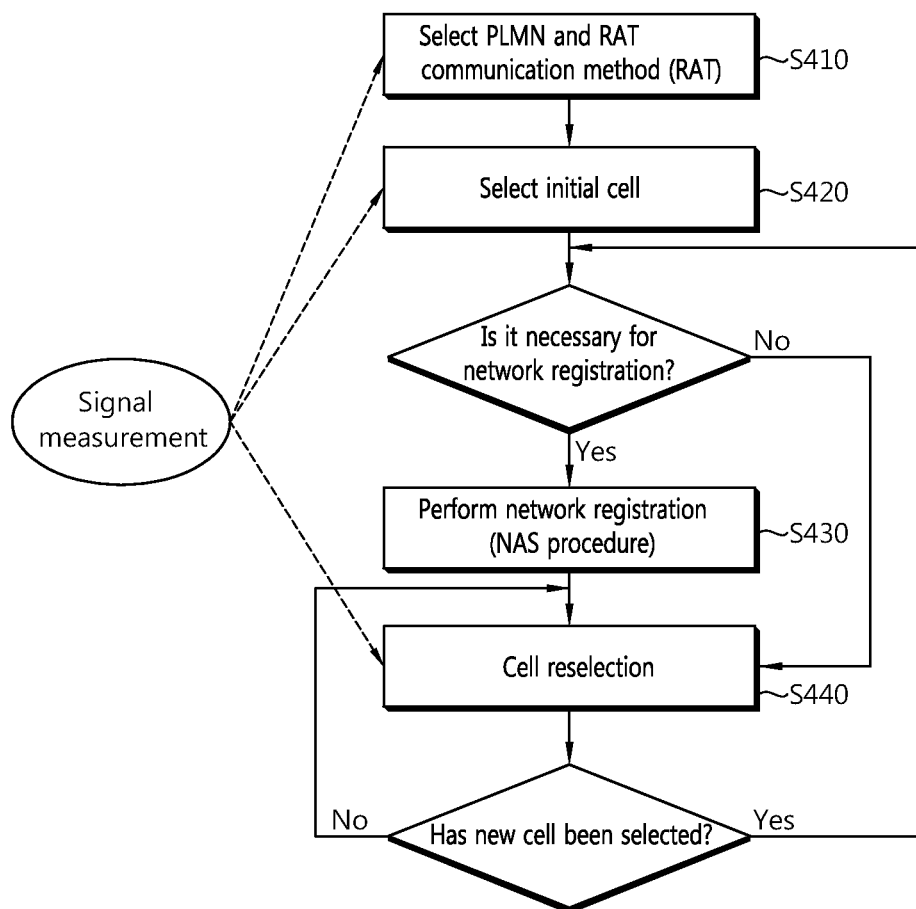 Select PLMN and RAT
communication method (RAT)
S410
Select initial cell
S420
Is it necessary for
network registration?
No
Yes
Signal
measurement
Perform network registration
(NAS procedure)
S430
Cell reselection
S440
Has new cell been selected?
No
Yes